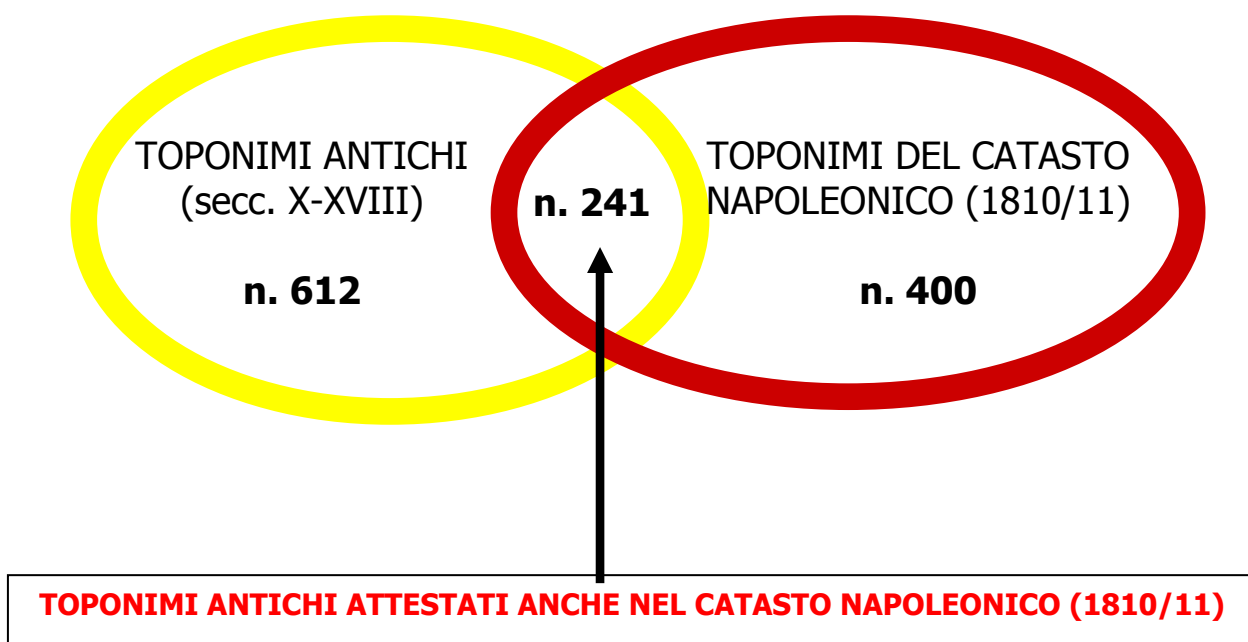 TOPONIMI ANTICHI
(secc. X-XVIII)
n. 612
n. 241
TOPONIMI DEL CATASTO
NAPOLEONICO (1810/11)
n. 400
TOPONIMI ANTICHI ATTESTATI ANCHE NEL CATASTO NAPOLEONICO (1810/11)